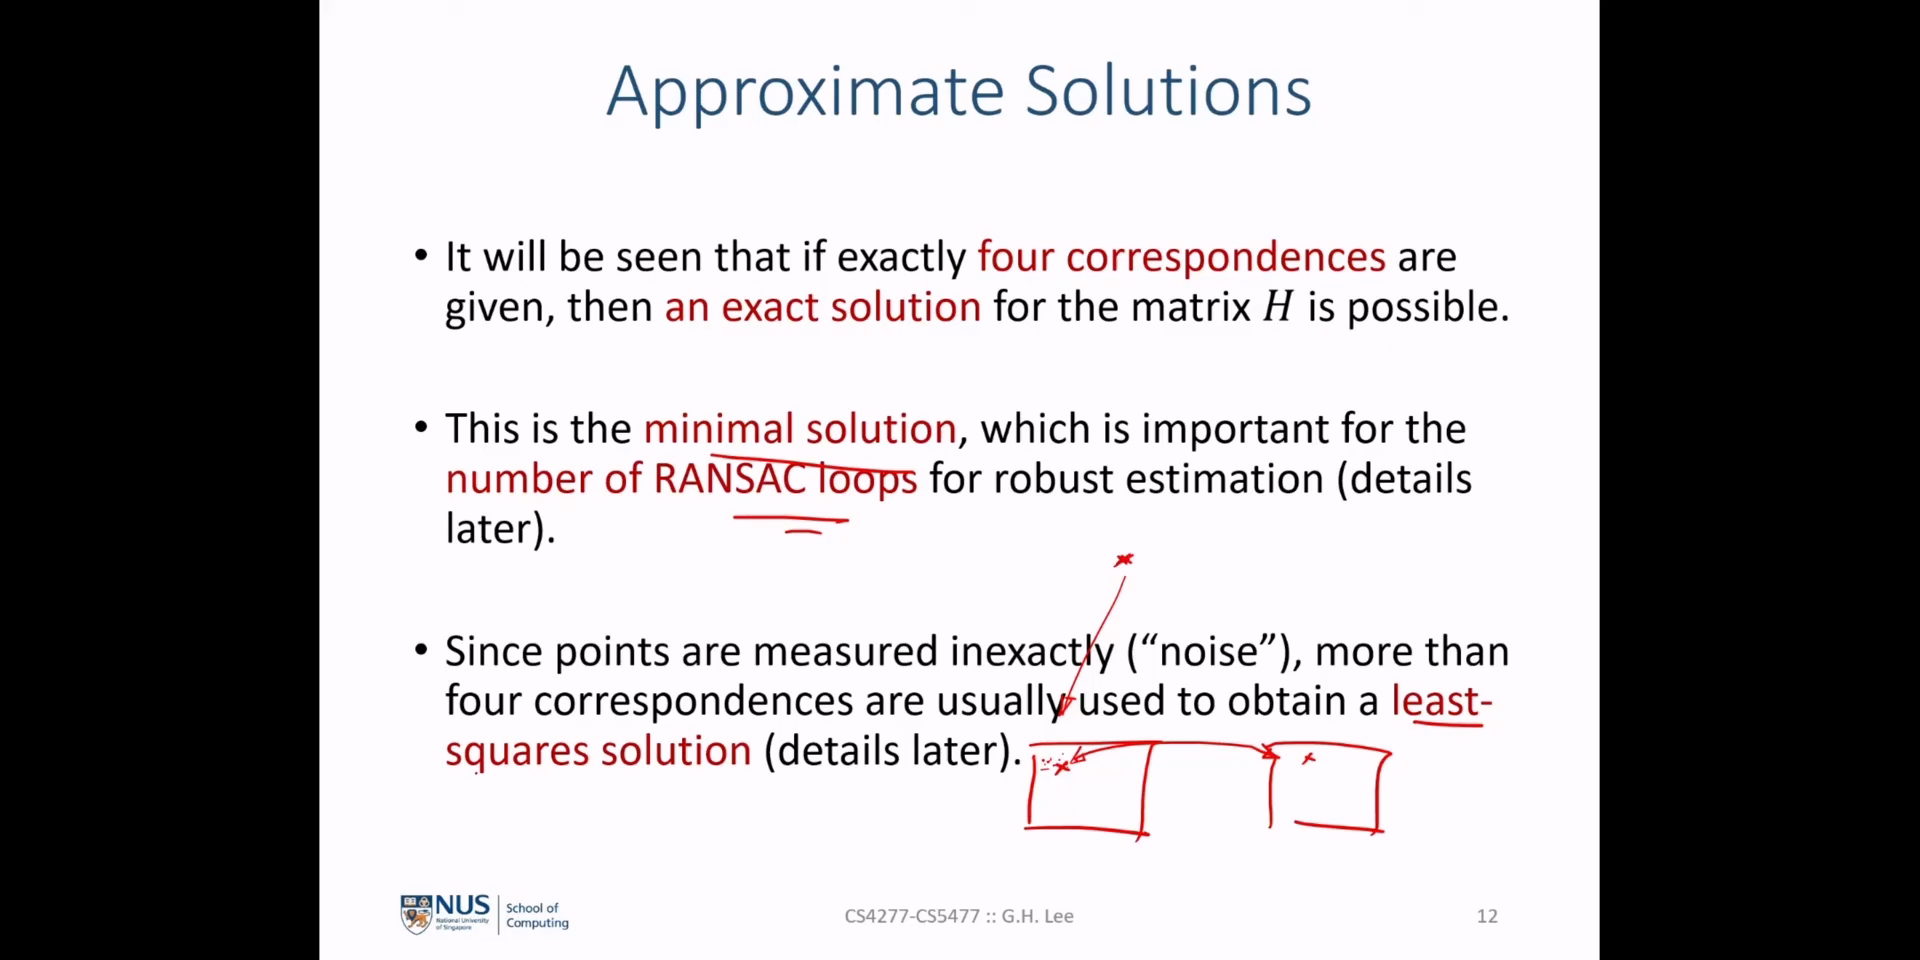 Approximate Solutions
• It will be seen that if exactly four correspondences are
given, then an exact solution for the matrix H is possible.
• This is the minimal solution, which is important for the
number of RANSAC loops for robust estimation (details
later).
• Since points are measured inexactly (“noise”), more than
four correspondences are usually used to obtain a least-
squares solution (details later).
NUS
National University
of Singapore
School of
Computing
CS4277-CS5477 :: G.H. Lee
12